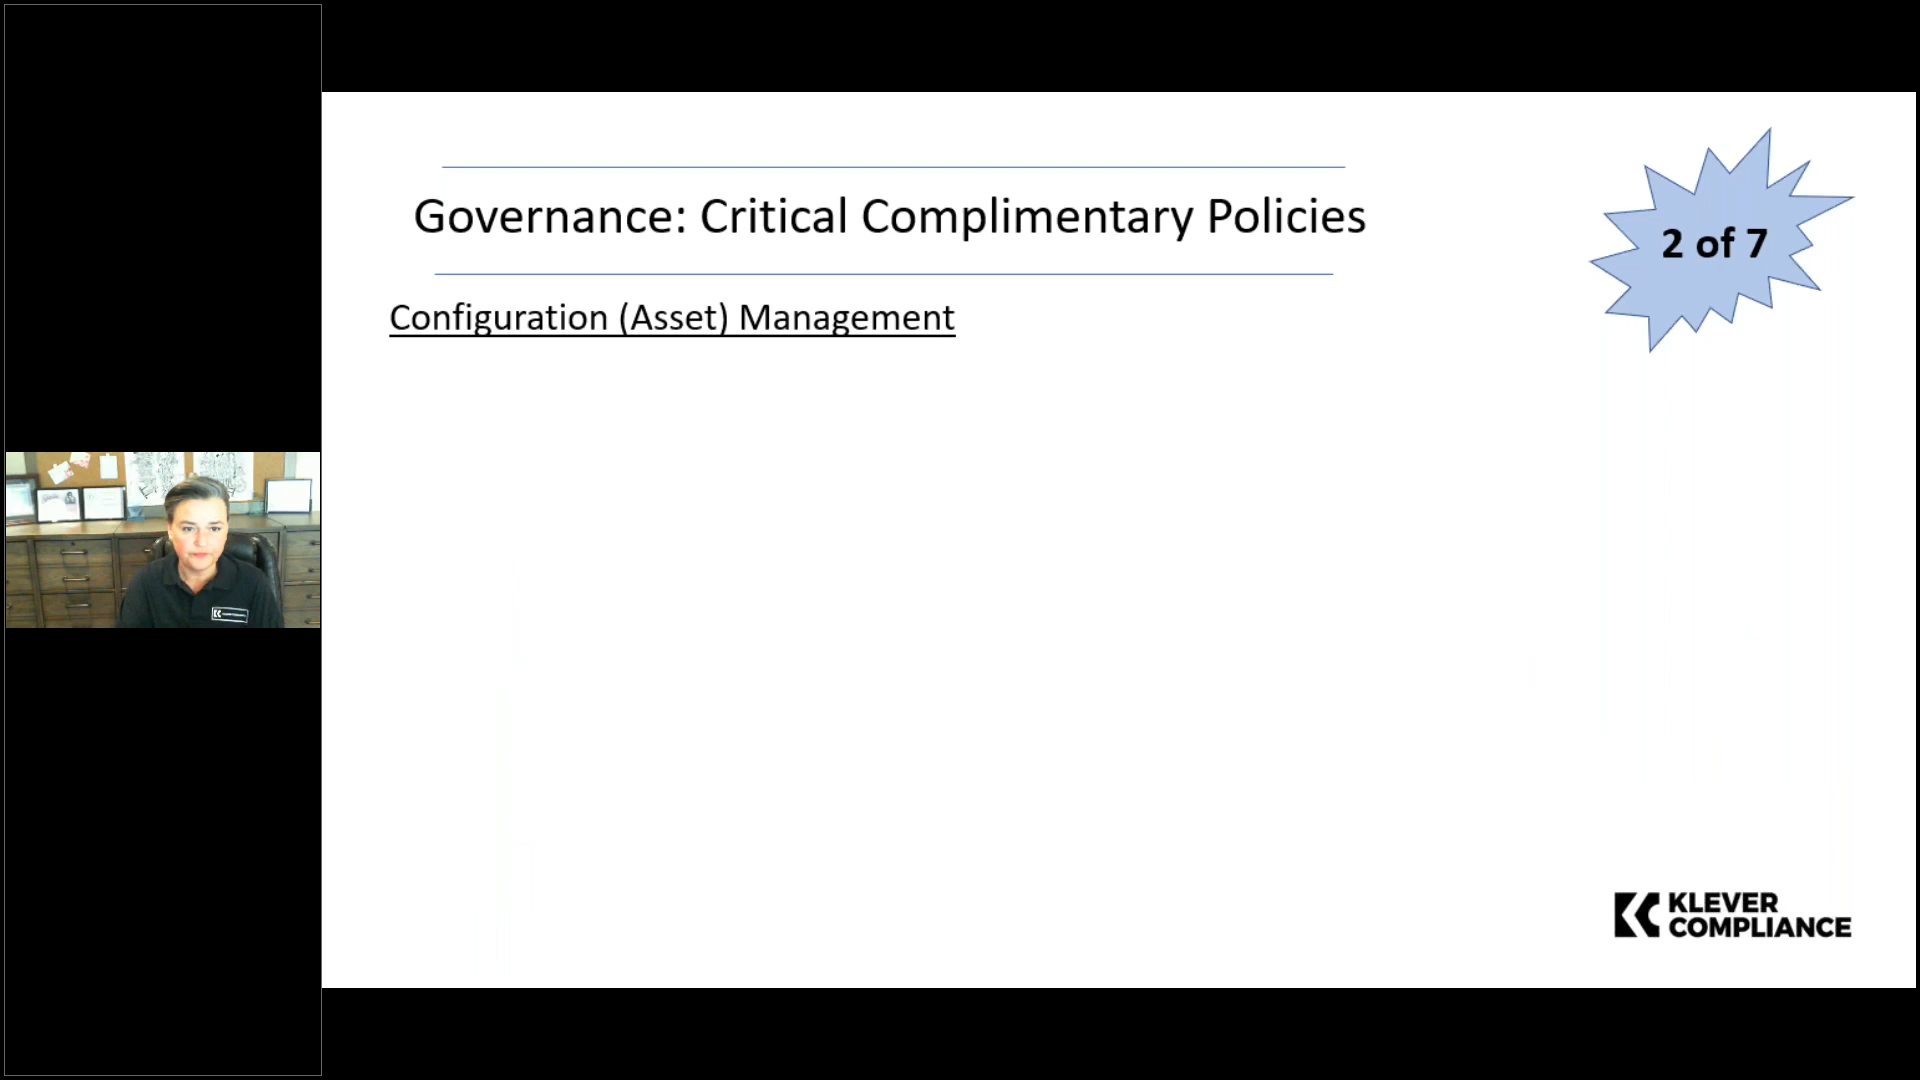 Governance: Critical Complimentary Policies
2 of 7
Configuration (Asset) Management
KLEVER
COMPLIANCE